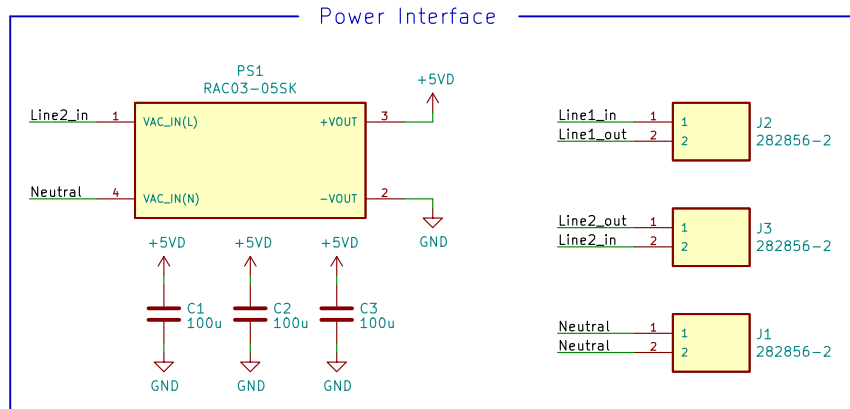 Power Interface
PS1
RAC03-05SK
+5VD
Line2_in 1 VAC_IN(L) +VOUT 3
Neutral 4 VAC_IN(N) -VOUT 2
GND
+5VD +5VD +5VD
C1 C2 C3
100u 100u 100u
GND GND GND
Line1_in 1 1 J2
Line1_out 2 2 282856-2
Line2_out 1 1 J3
Line2_in 2 2 282856-2
Neutral 1 1 J1
Neutral 2 2 282856-2